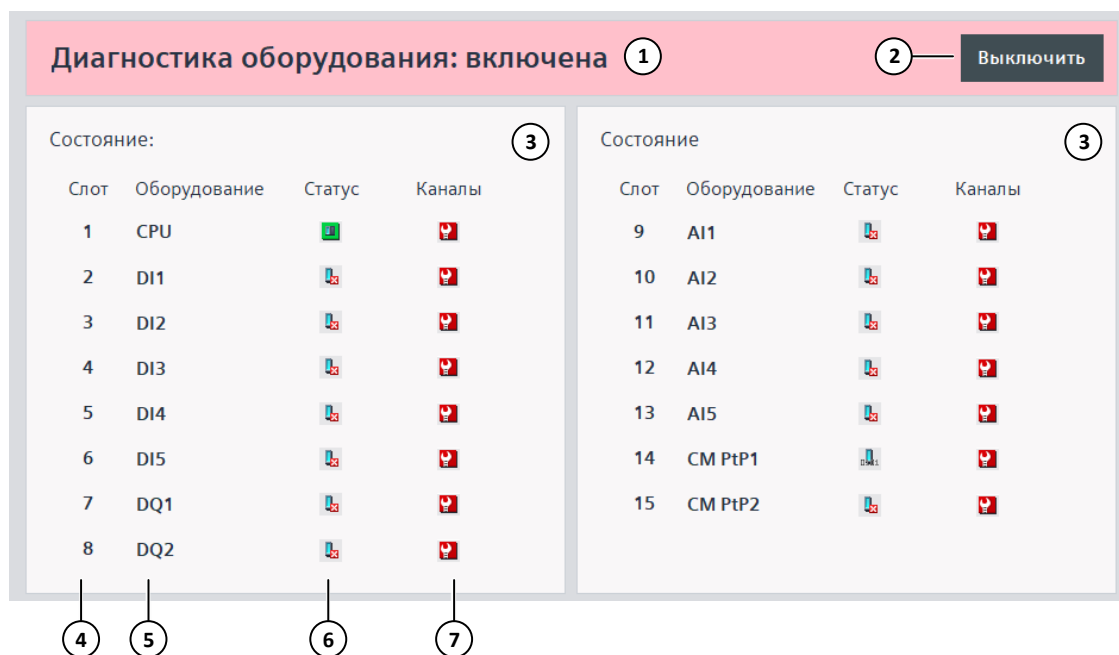 Диагностика оборудования: включена 1 2 Выключить
Состояние: 3
Слот Оборудование Статус Каналы
1 CPU
2 DI1
3 DI2
4 DI3
5 DI4
6 DI5
7 DQ1
8 DQ2
Состояние 3
Слот Оборудование Статус Каналы
9 AI1
10 AI2
11 AI3
12 AI4
13 AI5
14 CM PtP1
15 CM PtP2
4 5 6 7